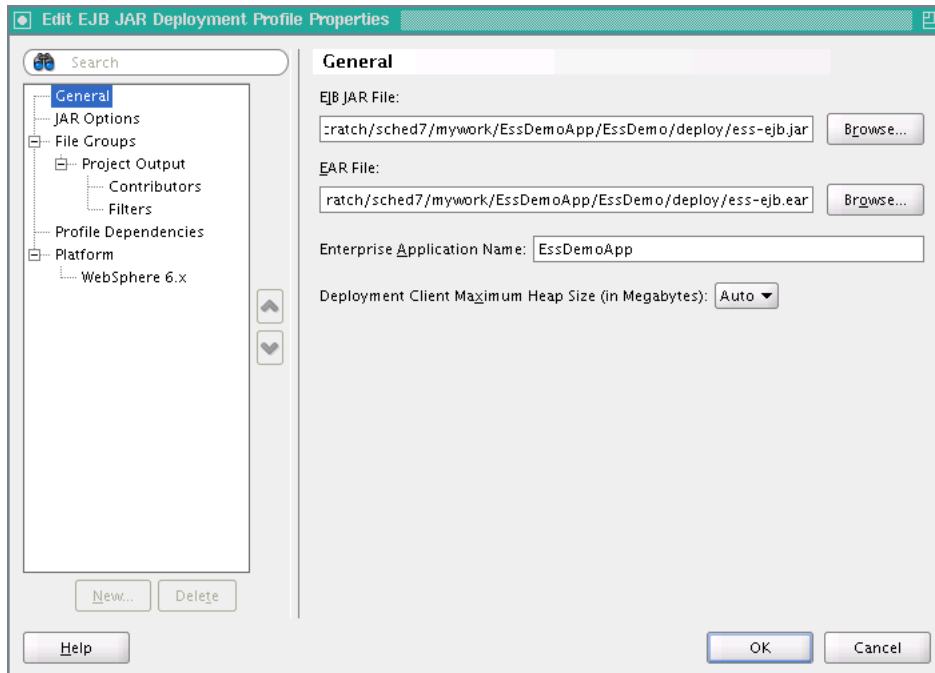 Edit EJB JAR Deployment Profile Properties
Search
General
JAR Options
File Groups
Project Output
Contributors
Filters
Profile Dependencies
Platform
WebSphere 6.x
New...
Delete
General
EJB JAR File:
:ratch/sched7/mywork/EssDemoApp/EssDemo/deploy/ess-ejb.jar
Browse...
EAR File:
ratch/sched7/mywork/EssDemoApp/EssDemo/deploy/ess-ejb.ear
Browse...
Enterprise Application Name: EssDemoApp
Deployment Client Maximum Heap Size (in Megabytes): Auto
Help
OK
Cancel